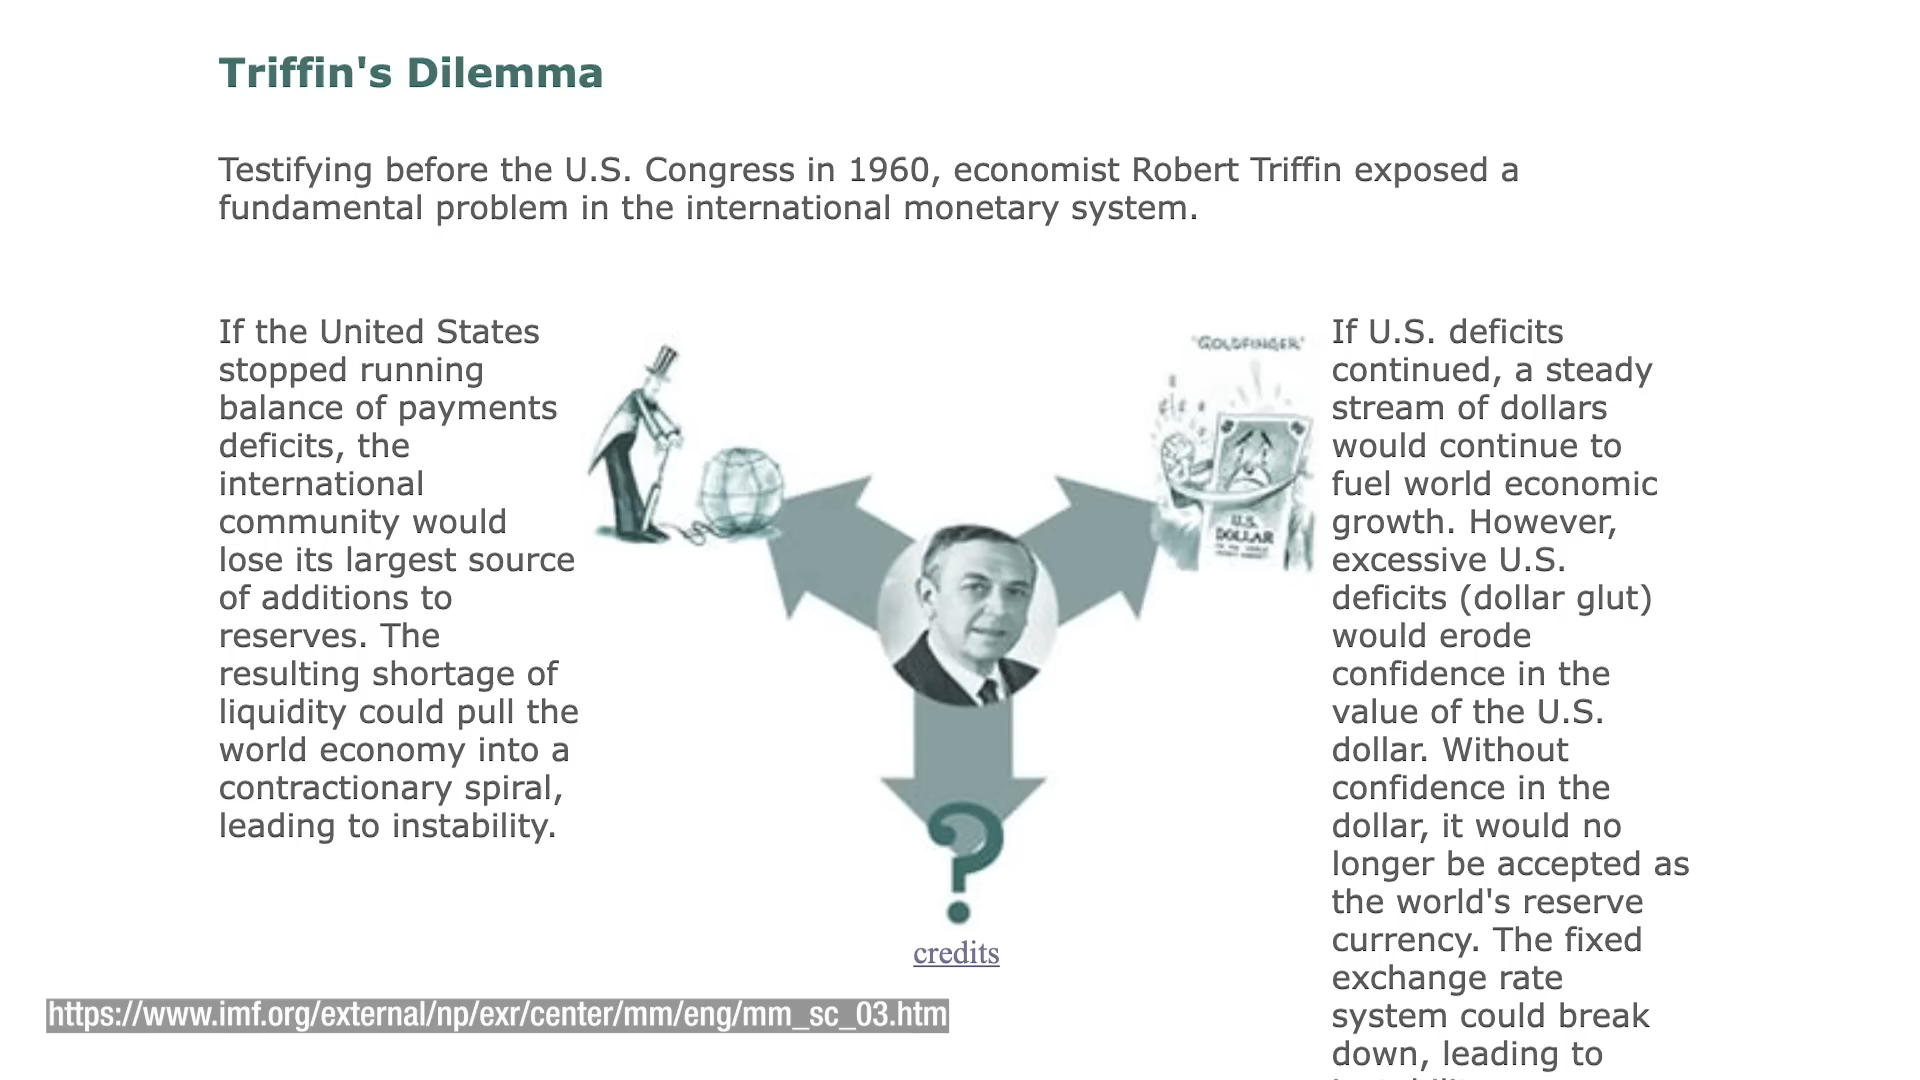 Triffin's Dilemma
Testifying before the U.S. Congress in 1960, economist Robert Triffin exposed a
fundamental problem in the international monetary system.
If the United States
stopped running
balance of payments
deficits, the
international
community would
lose its largest source
of additions to
reserves. The
resulting shortage of
liquidity could pull the
world economy into a
contractionary spiral,
leading to instability.
"GOLDFINGER"
U.S.
DOLLAR
?
credits
If U.S. deficits
continued, a steady
stream of dollars
would continue to
fuel world economic
growth. However,
excessive U.S.
deficits (dollar glut)
would erode
confidence in the
value of the U.S.
dollar. Without
confidence in the
dollar, it would no
longer be accepted as
the world's reserve
currency. The fixed
exchange rate
system could break
down, leading to
https://www.imf.org/external/np/exr/center/mm/eng/mm_sc_03.htm